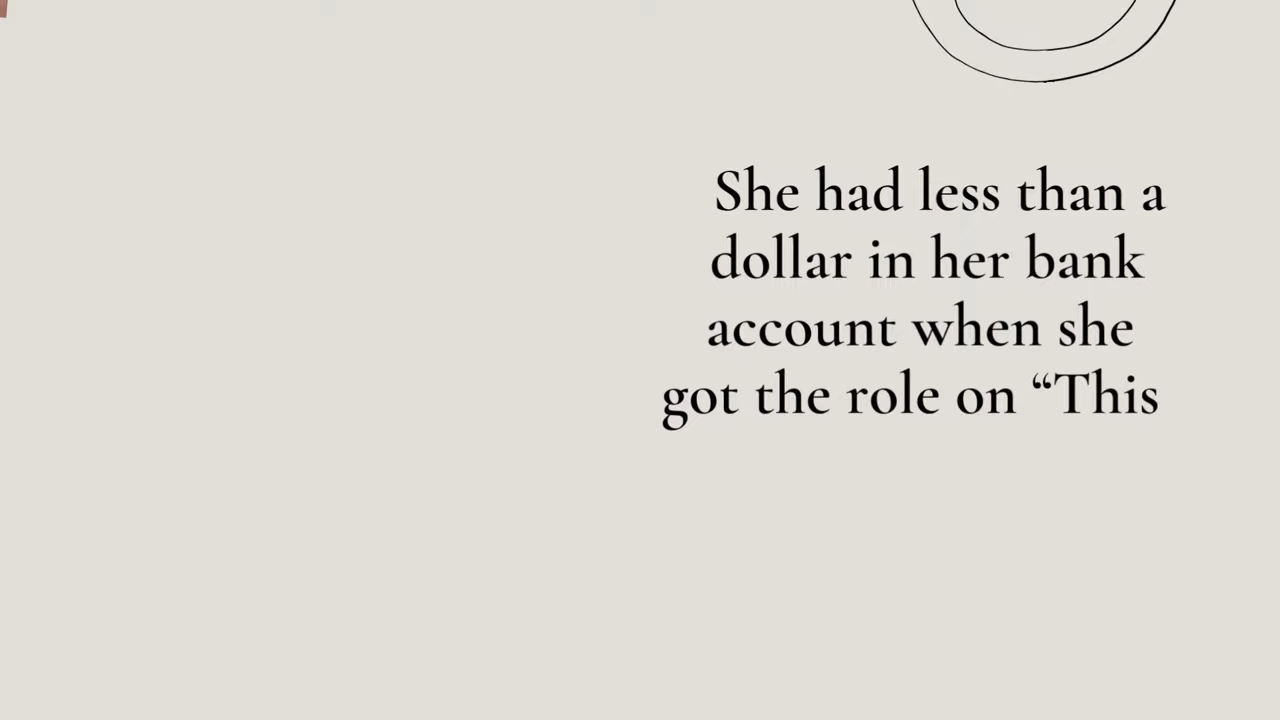 She had less than a
dollar in her bank
account when she
got the role on “This